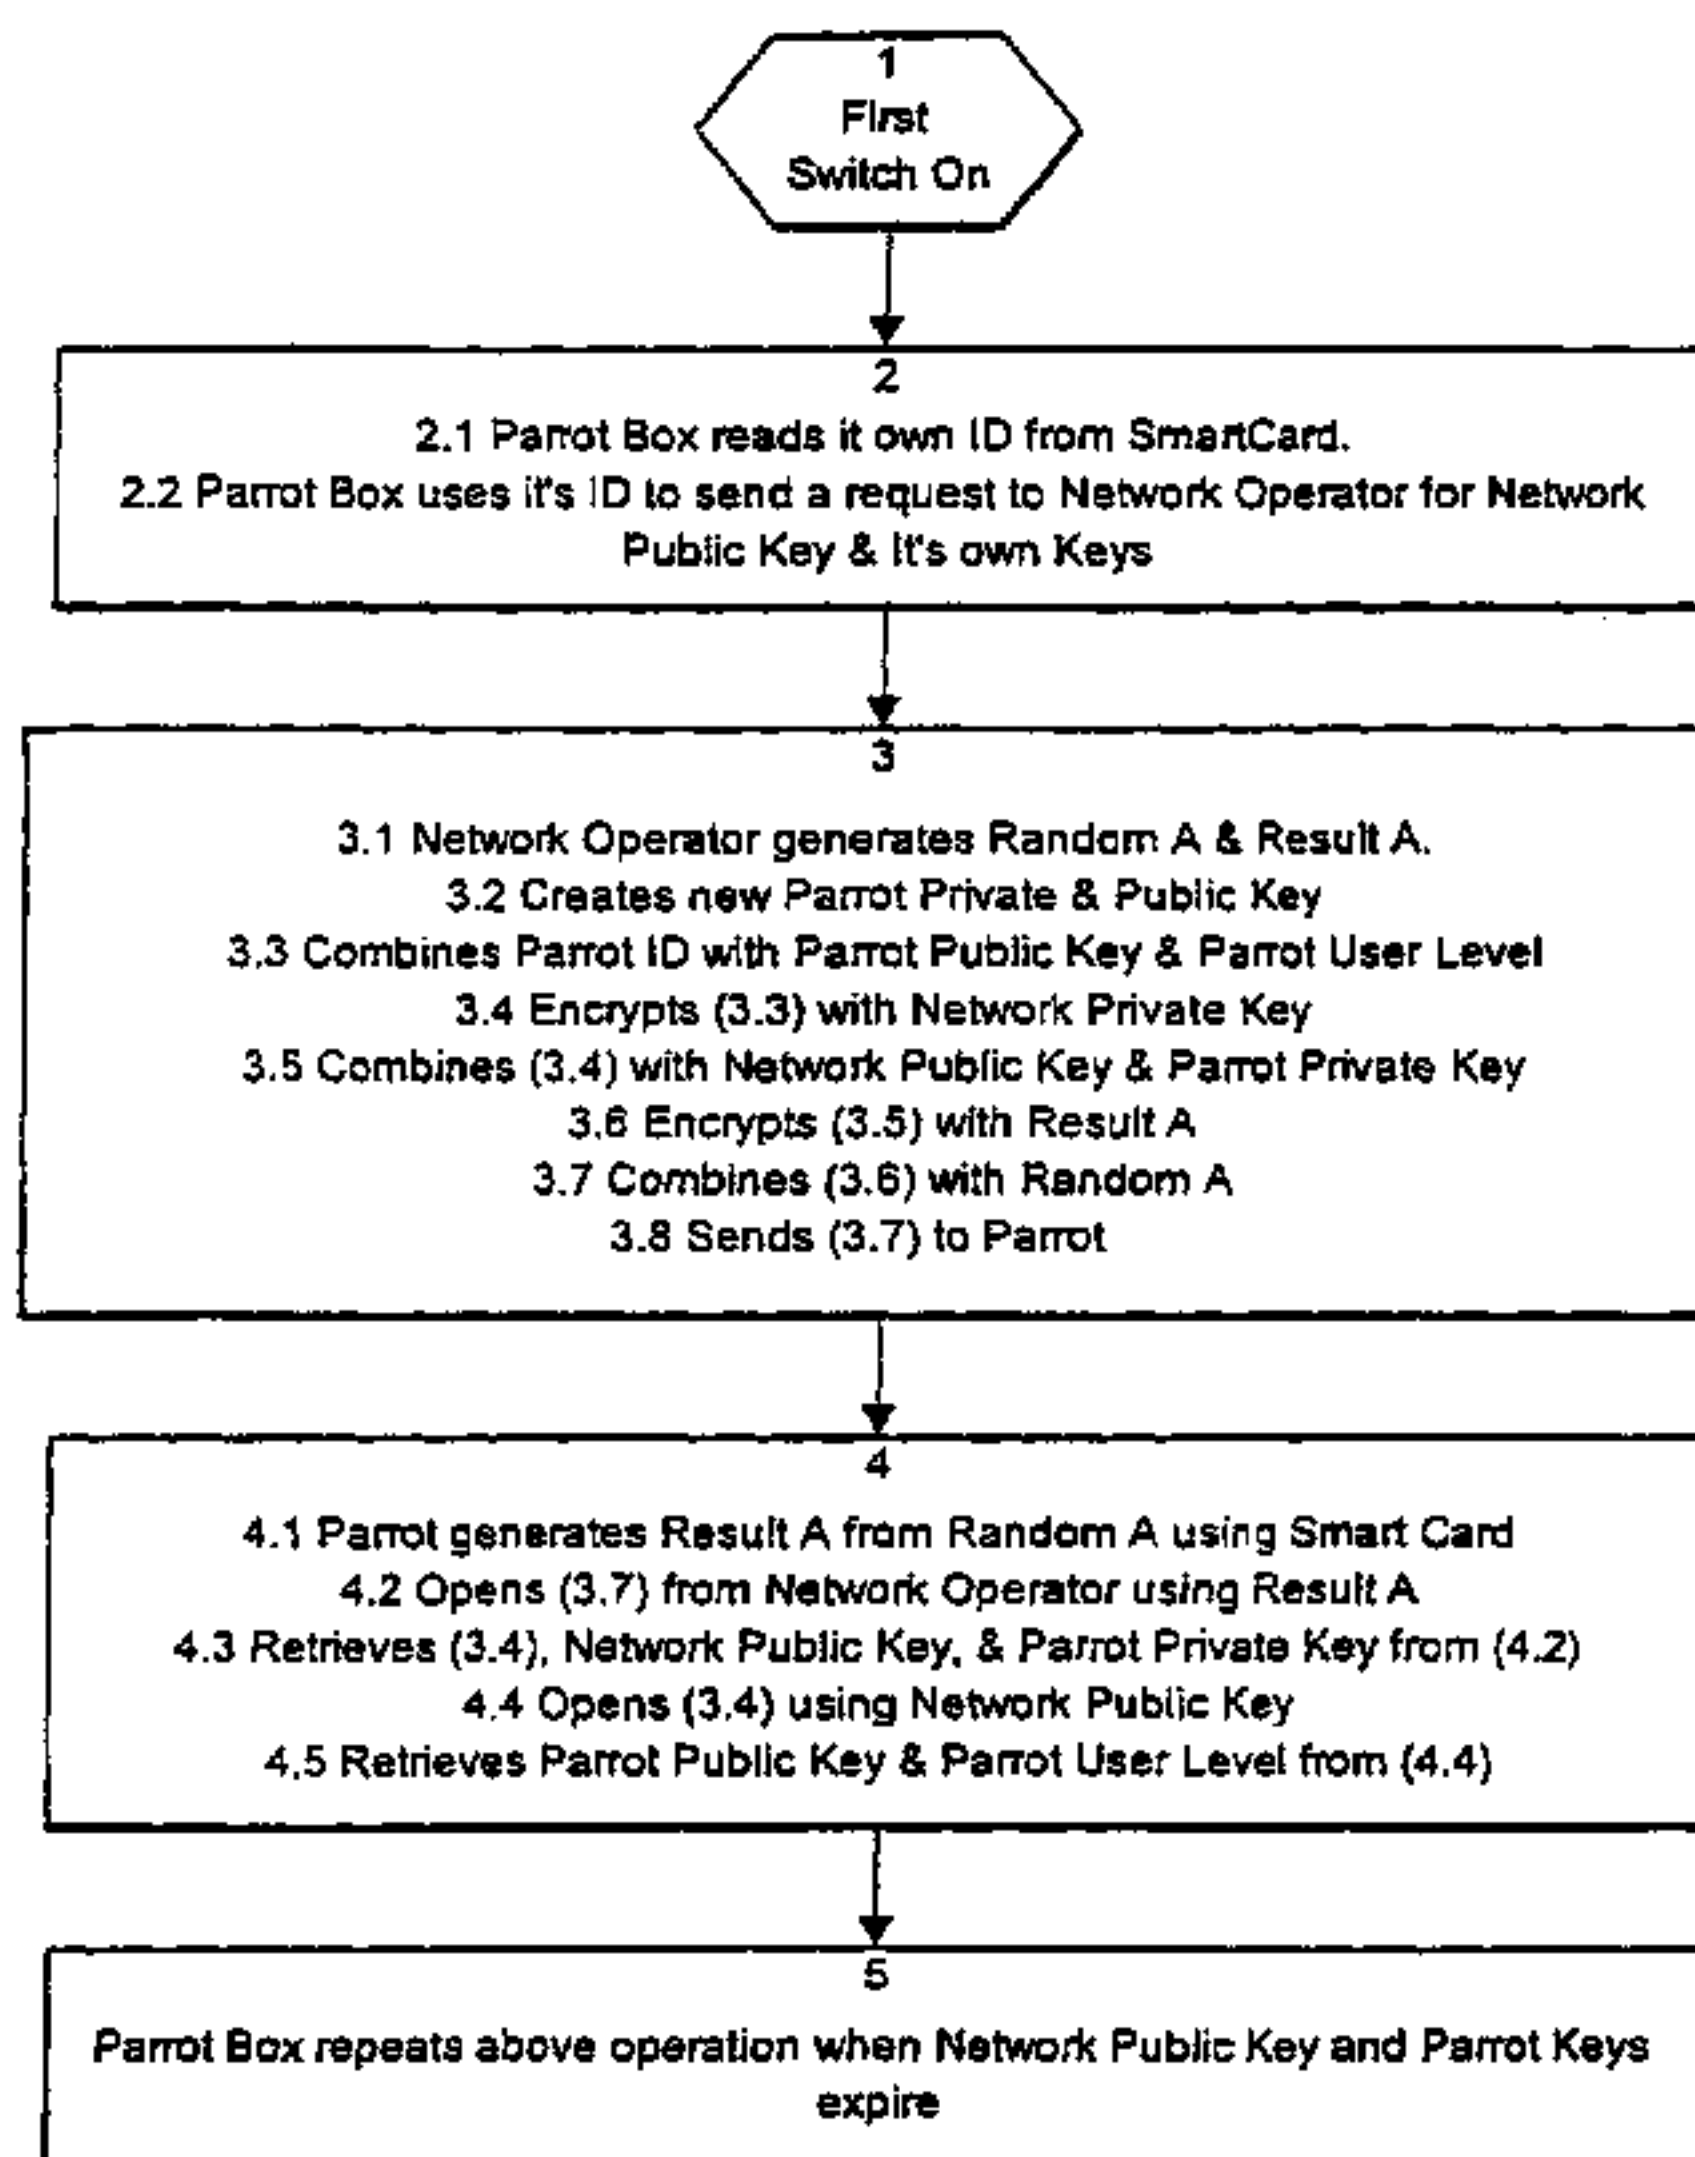 1
First
Switch On
2
2.1 Parrot Box reads it own ID from SmartCard.
2.2 Parrot Box uses it's ID to send a request to Network Operator for Network
Public Key & It's own Keys
3
3.1 Network Operator generates Random A & Result A.
3.2 Creates new Parrot Private & Public Key
3.3 Combines Parrot ID with Parrot Public Key & Parrot User Level
3.4 Encrypts (3.3) with Network Private Key
3.5 Combines (3.4) with Network Public Key & Parrot Private Key
3.6 Encrypts (3.5) with Result A
3.7 Combines (3.6) with Random A
3.8 Sends (3.7) to Parrot
4
4.1 Parrot generates Result A from Random A using Smart Card
4.2 Opens (3.7) from Network Operator using Result A
4.3 Retrieves (3.4), Network Public Key, & Parrot Private Key from (4.2)
4.4 Opens (3.4) using Network Public Key
4.5 Retrieves Parrot Public Key & Parrot User Level from (4.4)
5
Parrot Box repeats above operation when Network Public Key and Parrot Keys
expire